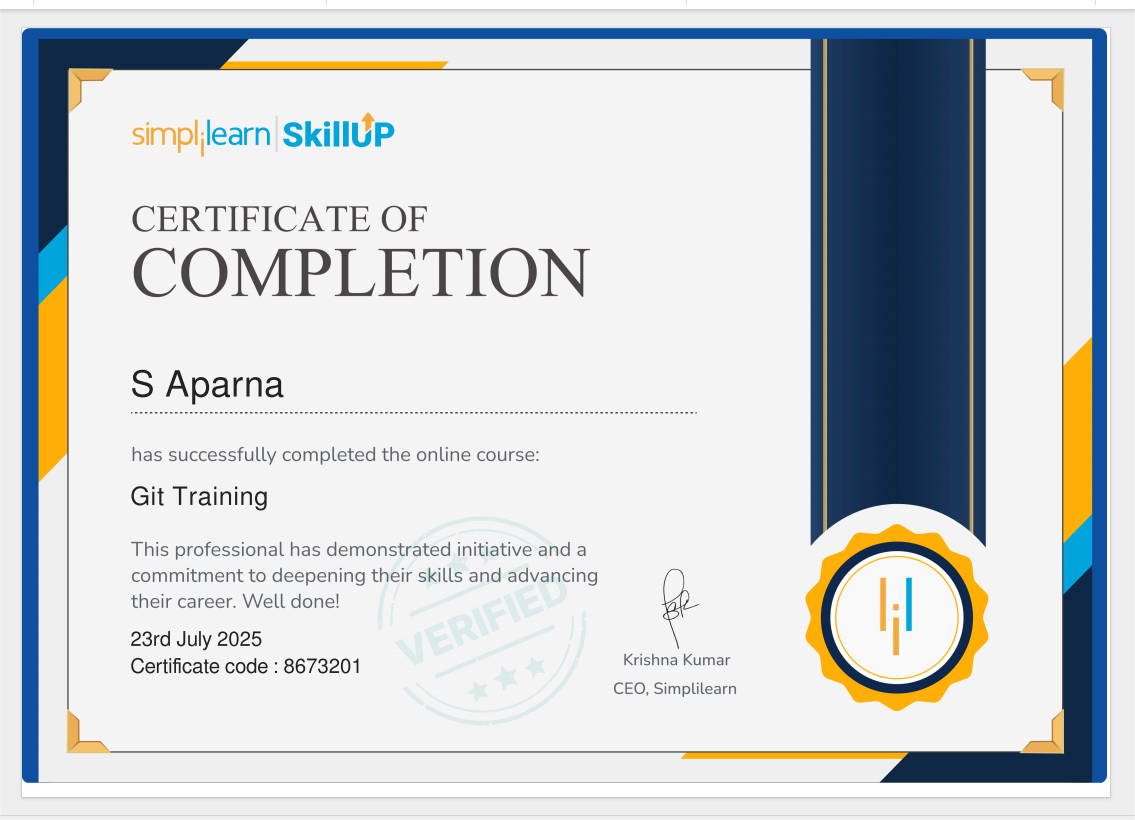 simplilearn | SkillUP
CERTIFICATE OF
COMPLETION
S Aparna
has successfully completed the online course:
Git Training
This professional has demonstrated initiative and a
commitment to deepening their skills and advancing
their career. Well done!
23rd July 2025
Certificate code : 8673201
VERIFIED
Krishna Kumar
CEO, Simplilearn